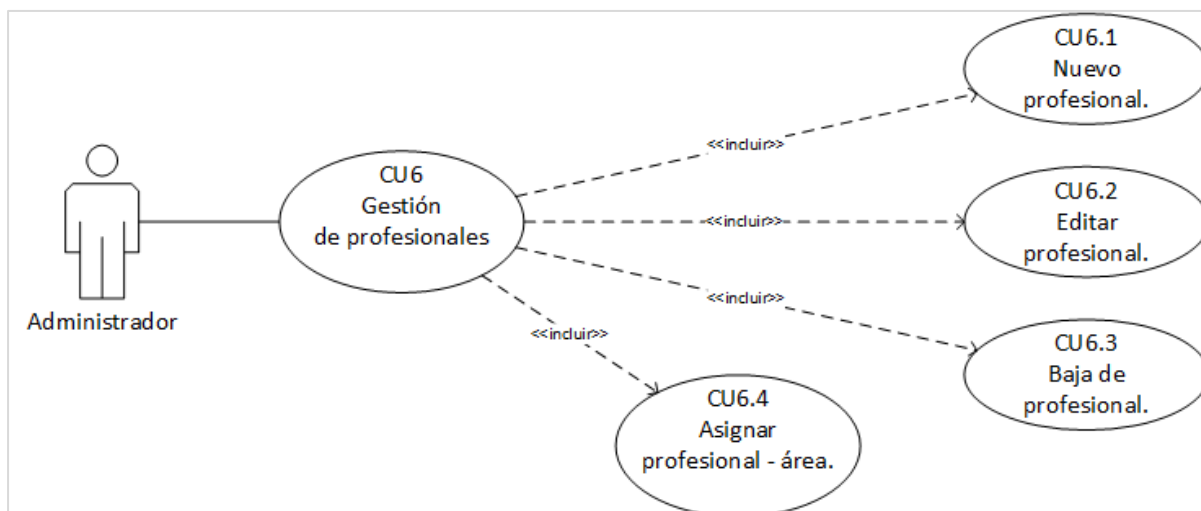 CU6.1
Nuevo
profesional.
<<incluir>>
CU6
Gestión
de profesionales
CU6.2
Editar
profesional.
<<incluir>>
Administrador
<<incluir>>
<<incluir>>
CU6.3
Baja de
profesional.
CU6.4
Asignar
profesional - área.